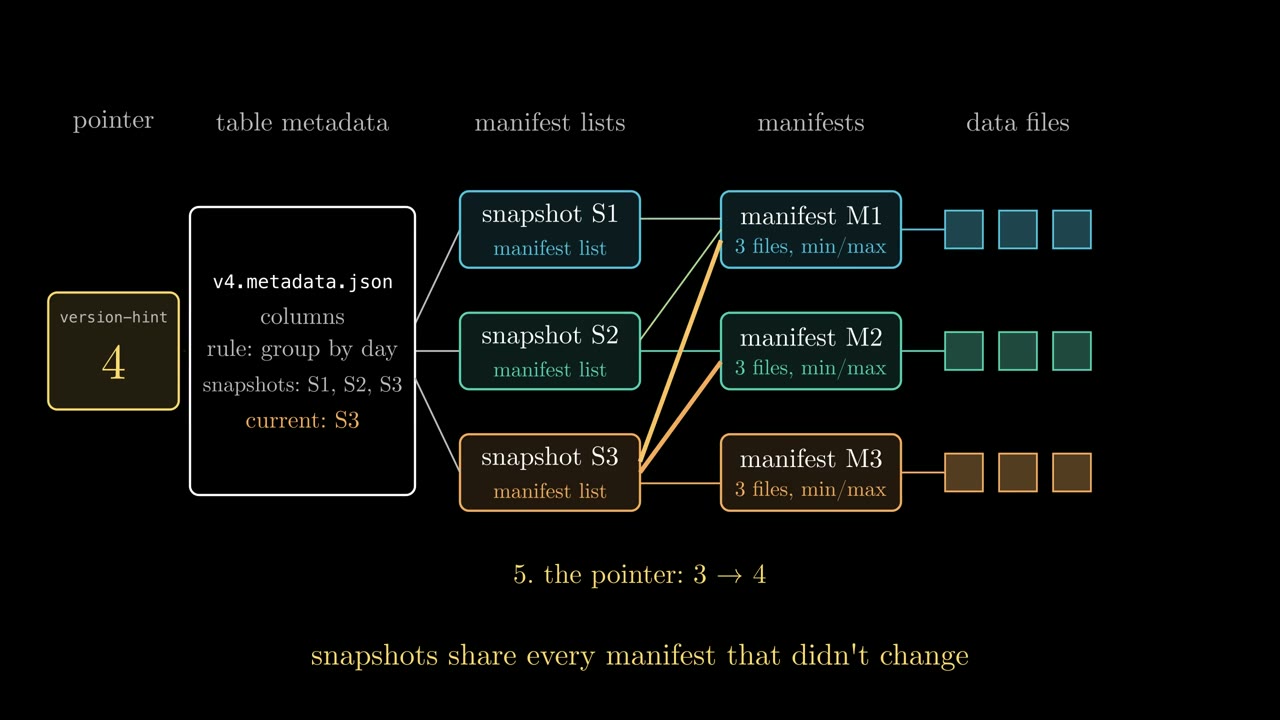 pointer
table metadata
manifest lists
manifests
data files
version-hint
4
v4.metadata.json
columns
rule: group by day
snapshots: S1, S2, S3
current: S3
snapshot S1
manifest list
snapshot S2
manifest list
snapshot S3
manifest list
manifest M1
3 files, min/max
manifest M2
3 files, min/max
manifest M3
3 files, min/max
5. the pointer: 3 → 4
snapshots share every manifest that didn't change